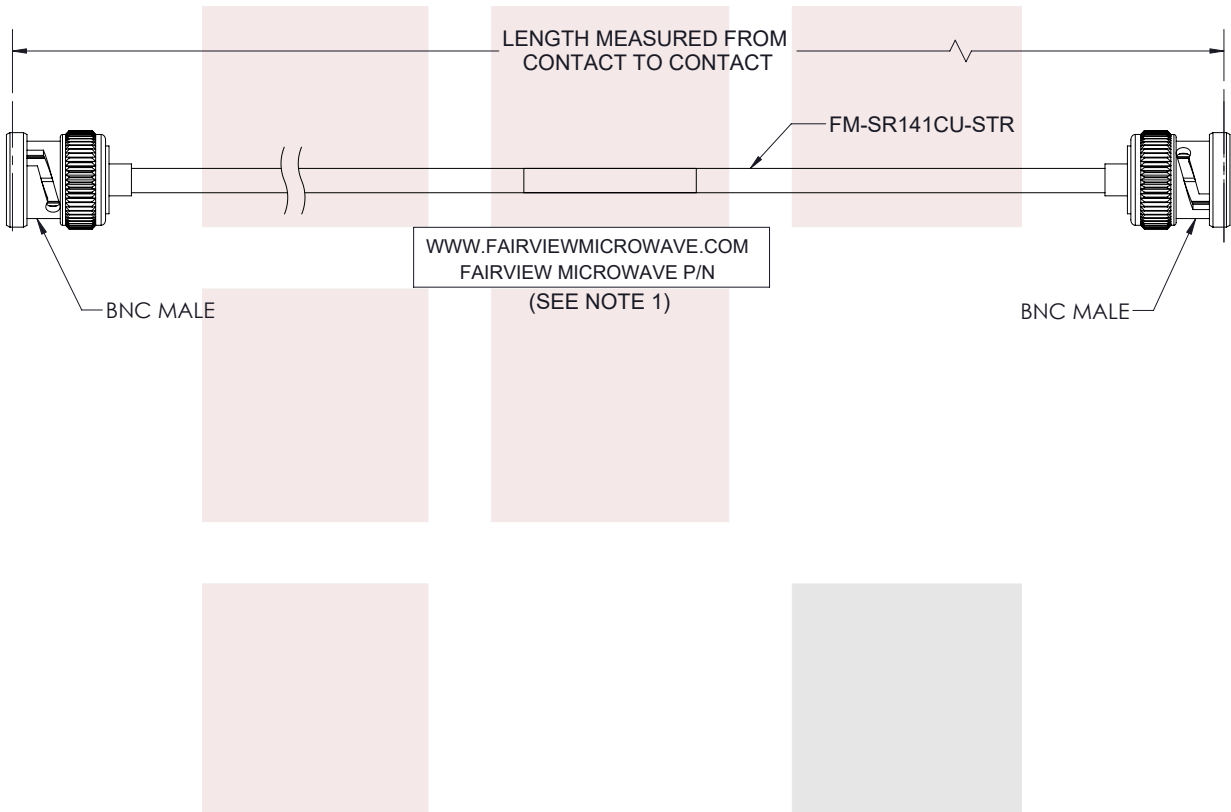 LENGTH MEASURED FROM
CONTACT TO CONTACT
FM-SR141CU-STR
WWW.FAIRVIEWMICROWAVE.COM
FAIRVIEW MICROWAVE P/N
(SEE NOTE 1)
BNC MALE
BNC MALE